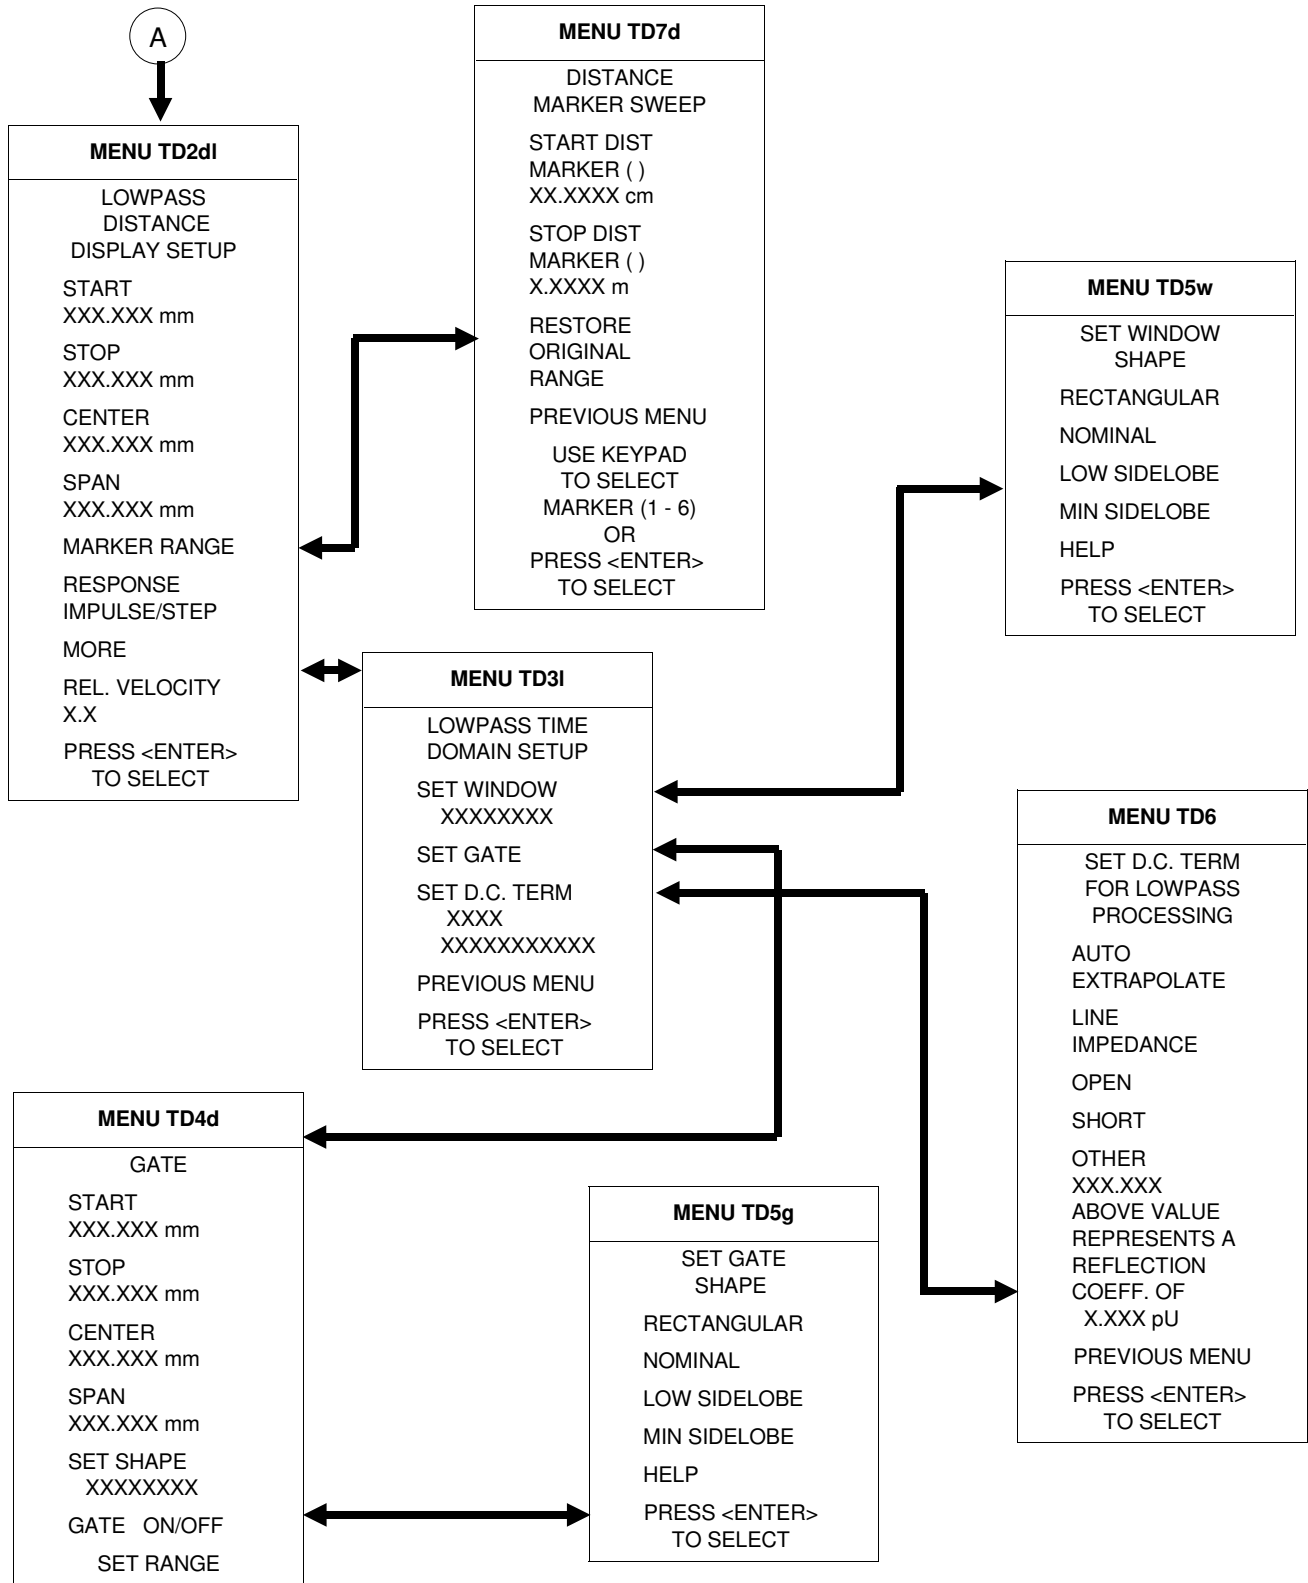 A
MENU TD2dl
LOWPASS
DISTANCE
DISPLAY SETUP
START
XXX.XXX mm
STOP
XXX.XXX mm
CENTER
XXX.XXX mm
SPAN
XXX.XXX mm
MARKER RANGE
RESPONSE
IMPULSE/STEP
MORE
REL. VELOCITY
X.X
PRESS <ENTER>
TO SELECT
MENU TD7d
DISTANCE
MARKER SWEEP
START DIST
MARKER ( )
XX.XXXX cm
STOP DIST
MARKER ( )
X.XXXX m
RESTORE
ORIGINAL
RANGE
PREVIOUS MENU
USE KEYPAD
TO SELECT
MARKER (1 - 6)
OR
PRESS <ENTER>
TO SELECT
MENU TD5w
SET WINDOW
SHAPE
RECTANGULAR
NOMINAL
LOW SIDELOBE
MIN SIDELOBE
HELP
PRESS <ENTER>
TO SELECT
MENU TD3l
LOWPASS TIME
DOMAIN SETUP
SET WINDOW
XXXXXXXX
SET GATE
SET D.C. TERM
XXXX
XXXXXXXXXXX
PREVIOUS MENU
PRESS <ENTER>
TO SELECT
MENU TD6
SET D.C. TERM
FOR LOWPASS
PROCESSING
AUTO
EXTRAPOLATE
LINE
IMPEDANCE
OPEN
SHORT
OTHER
XXX.XXX
ABOVE VALUE
REPRESENTS A
REFLECTION
COEFF. OF
X.XXX pU
PREVIOUS MENU
PRESS <ENTER>
TO SELECT
MENU TD4d
GATE
START
XXX.XXX mm
STOP
XXX.XXX mm
CENTER
XXX.XXX mm
SPAN
XXX.XXX mm
SET SHAPE
XXXXXXXX
GATE ON/OFF
SET RANGE
MENU TD5g
SET GATE
SHAPE
RECTANGULAR
NOMINAL
LOW SIDELOBE
MIN SIDELOBE
HELP
PRESS <ENTER>
TO SELECT